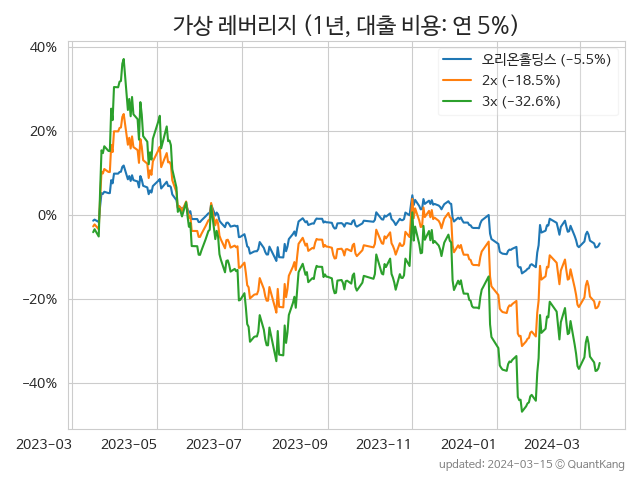 가상 레버리지 (1년, 대출 비용: 연 5%)
오리온홀딩스 (−5.5%)
2x (−18.5%)
3x (−32.6%)
40%
20%
0%
−20%
−40%
2023-03 2023-05 2023-07 2023-09 2023-11 2024-01 2024-03
updated: 2024-03-15 © QuantKang